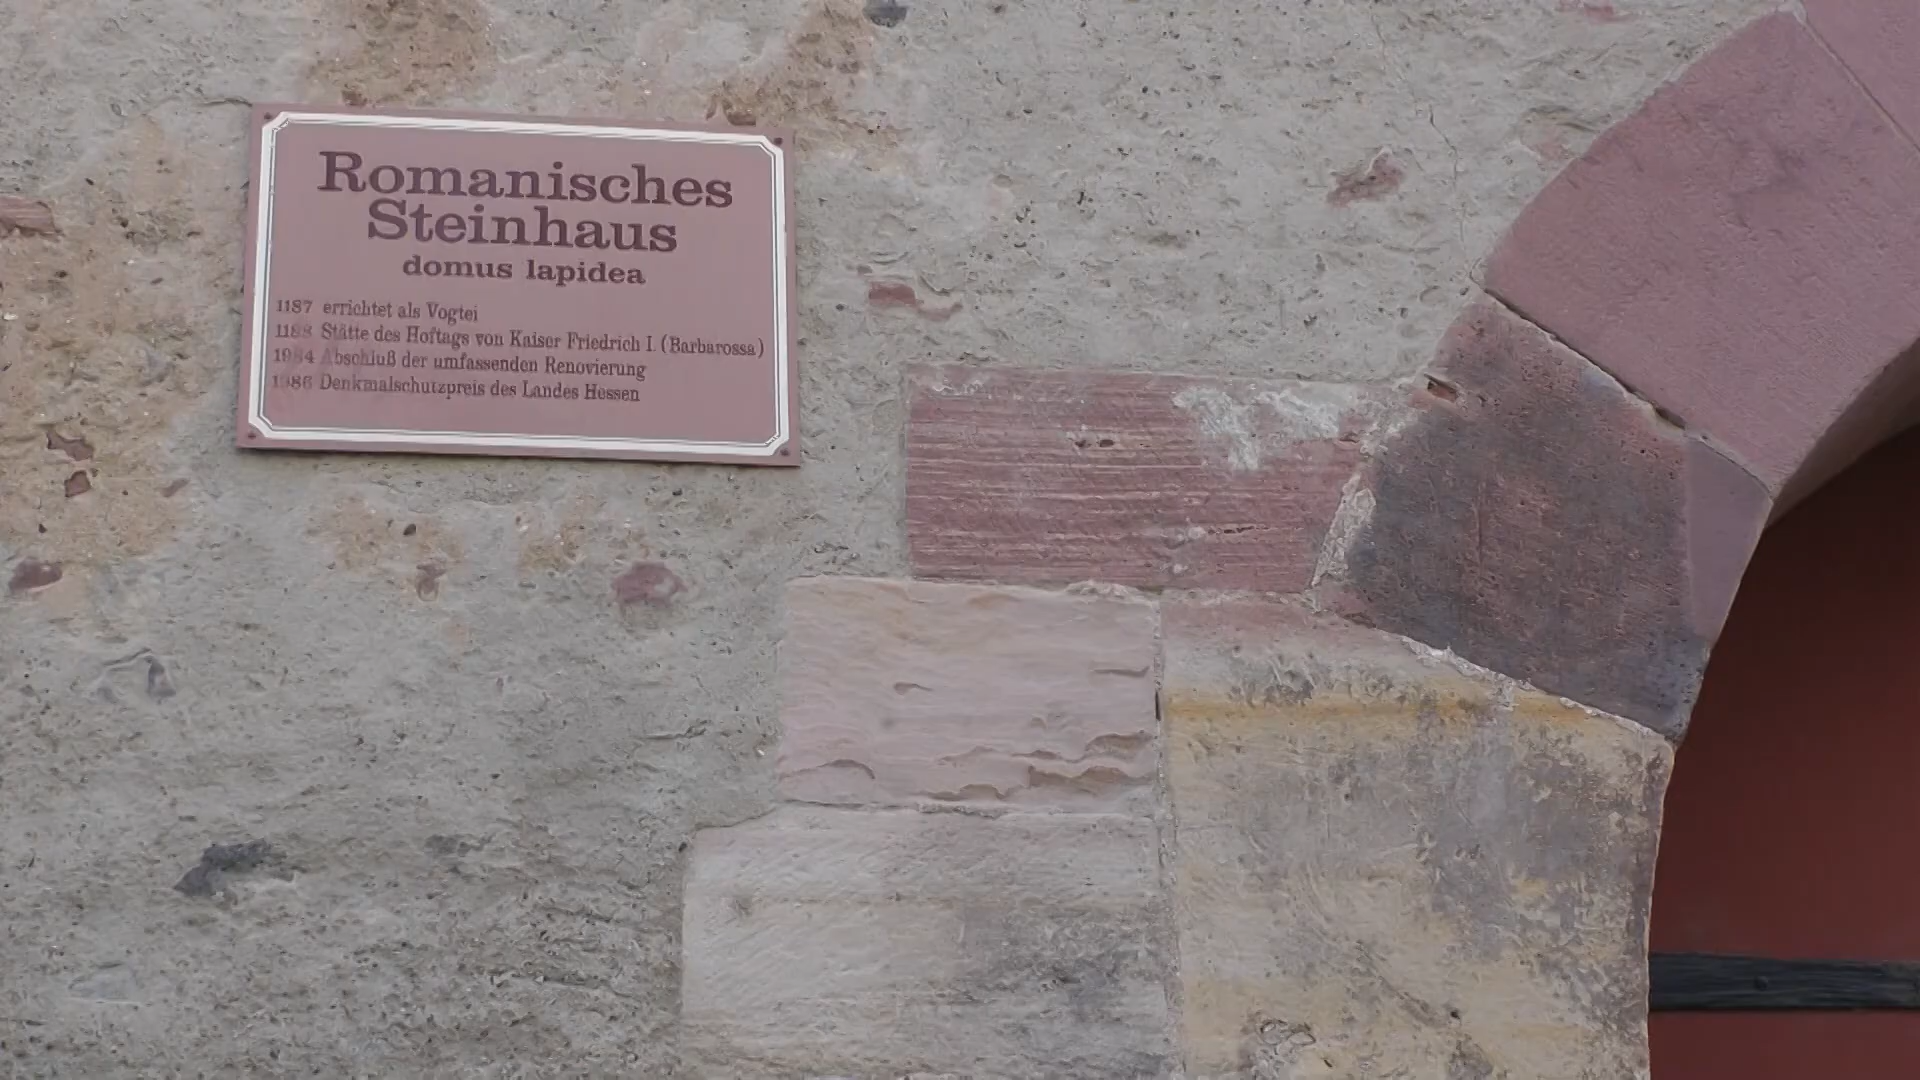 Romanisches
Steinhaus
domus lapidea
1187 errichtet als Vogtei
1188 Stätte des Hoftags von Kaiser Friedrich I. (Barbarossa)
1984 Abschluß der umfassenden Renovierung
1986 Denkmalschutzpreis des Landes Hessen